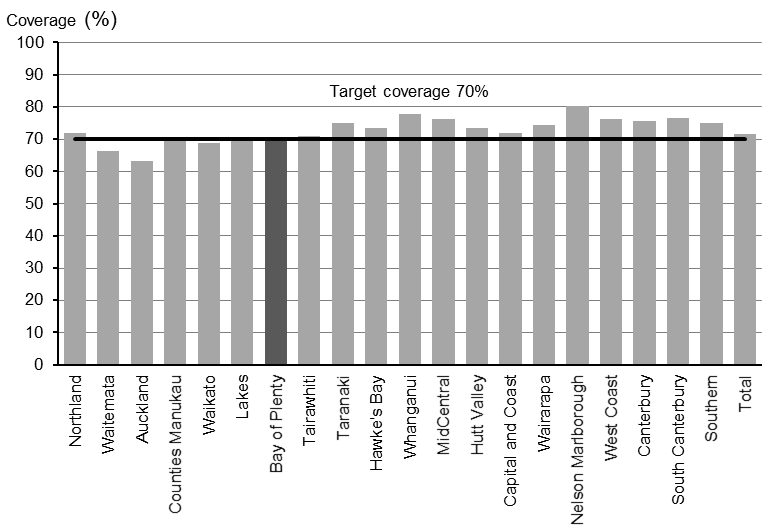 Coverage (%)
100
90
80
70
60
50
40
30
20
10
0
Target coverage 70%
Northland
Waitemata
Auckland
Counties Manukau
Waikato
Lakes
Bay of Plenty
Tairawhiti
Taranaki
Hawke's Bay
Whanganui
MidCentral
Hutt Valley
Capital and Coast
Wairarapa
Nelson Marlborough
West Coast
Canterbury
South Canterbury
Southern
Total